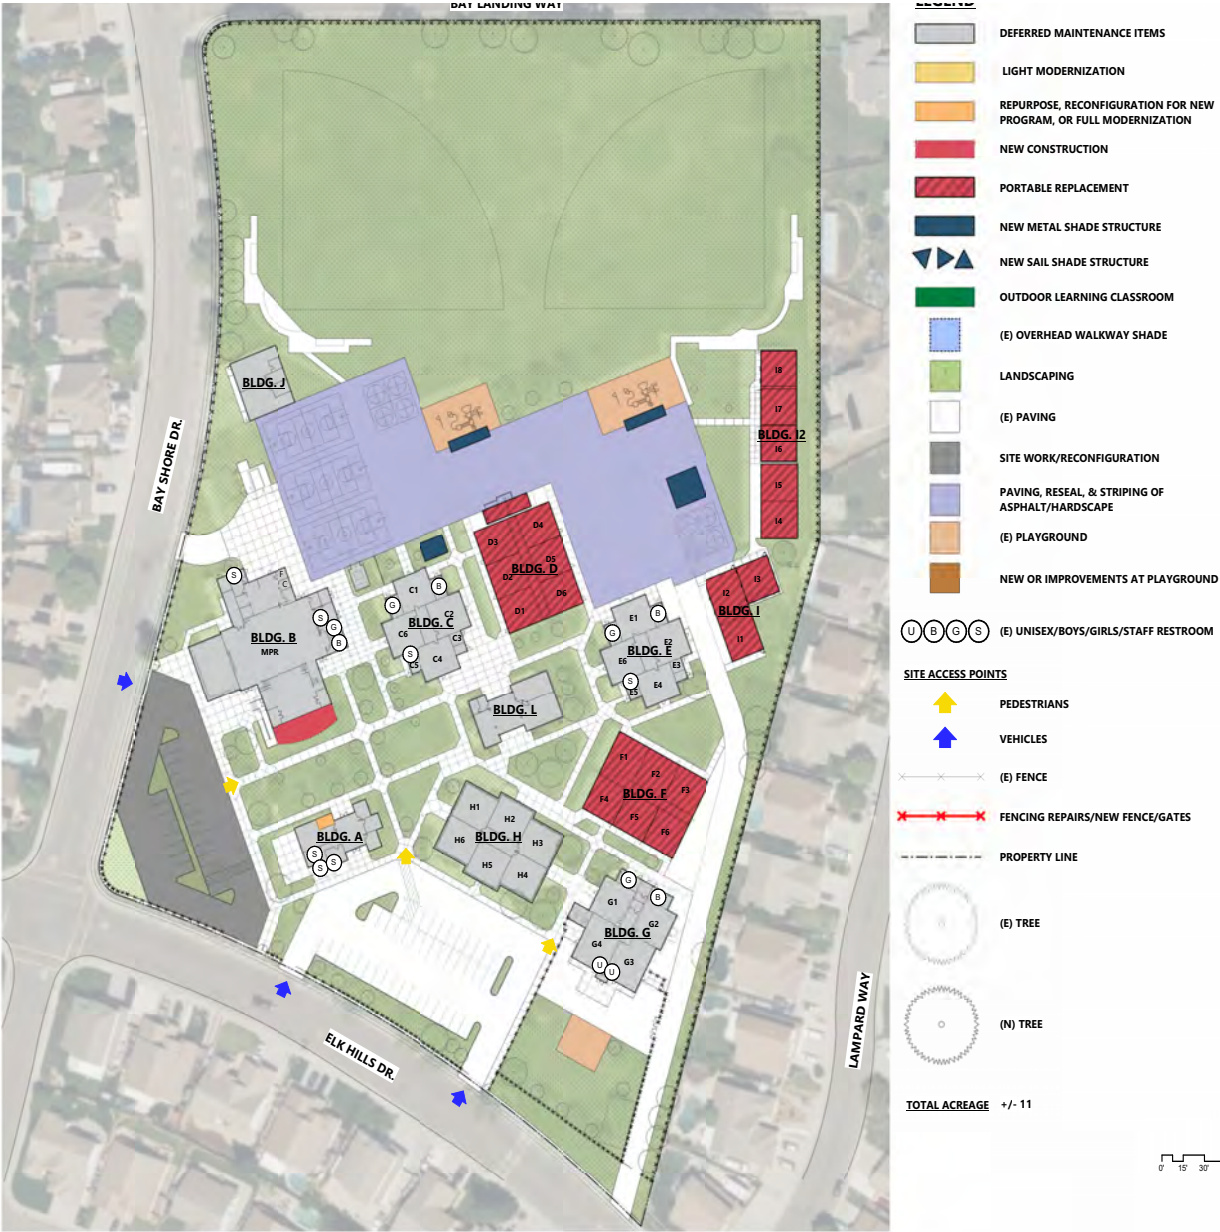 BAY LANDING WAY
LEGEND
DEFERRED MAINTENANCE ITEMS
LIGHT MODERNIZATION
REPURPOSE, RECONFIGURATION FOR NEW
PROGRAM, OR FULL MODERNIZATION
NEW CONSTRUCTION
PORTABLE REPLACEMENT
NEW METAL SHADE STRUCTURE
NEW SAIL SHADE STRUCTURE
OUTDOOR LEARNING CLASSROOM
(E) OVERHEAD WALKWAY SHADE
LANDSCAPING
(E) PAVING
SITE WORK/RECONFIGURATION
PAVING, RESEAL, & STRIPING OF
ASPHALT/HARDSCAPE
(E) PLAYGROUND
NEW OR IMPROVEMENTS AT PLAYGROUND
U B G S
(E) UNISEX/BOYS/GIRLS/STAFF RESTROOM
SITE ACCESS POINTS
PEDESTRIANS
VEHICLES
(E) FENCE
FENCING REPAIRS/NEW FENCE/GATES
PROPERTY LINE
(E) TREE
(N) TREE
TOTAL ACREAGE +/- 11
0' 15' 30'
BAY SHORE DR.
ELK HILLS DR.
LAMPARD WAY
BLDG. J
I8
I7
BLDG. I2
I6
I5
I4
D4
D3
D5
BLDG. D
D2
D6
D1
I3
I2
BLDG. I
I1
S
F
C
S
G
B
BLDG. B
MPR
C1
B
G
C2
BLDG. C
C6
C3
S
C5
C4
E1
B
G
E2
BLDG. E
E6
E3
S
E5
E4
BLDG. L
F1
F2
F3
BLDG. F
F4
F5
F6
BLDG. A
S
S
S
H1
H2
H6
BLDG. H
H3
H5
H4
G
B
G1
G2
BLDG. G
G4
G3
U
U